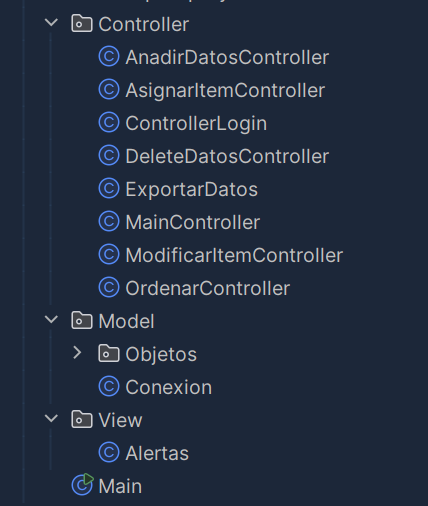 Controller
AnadirDatosController
AsignarItemController
ControllerLogin
DeleteDatosController
ExportarDatos
MainController
ModificarItemController
OrdenarController
Model
Objetos
Conexion
View
Alertas
Main